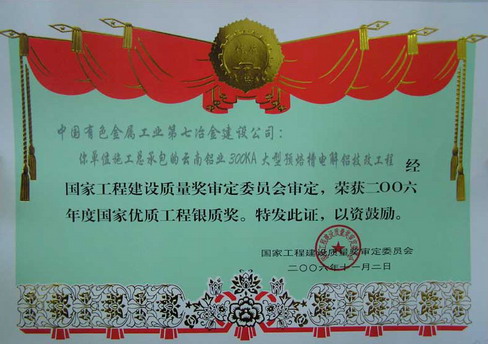 中国有色金属工业第七冶金建设公司：
你单位施工总承包的云南铝业300KA大型预焙槽电解铝技改工程 经
国家工程建设质量奖审定委员会审定，荣获二〇〇六
年度国家优质工程银质奖。特发此证，以资鼓励。
国家工程建设质量奖审定委员会
二〇〇六年十一月二日